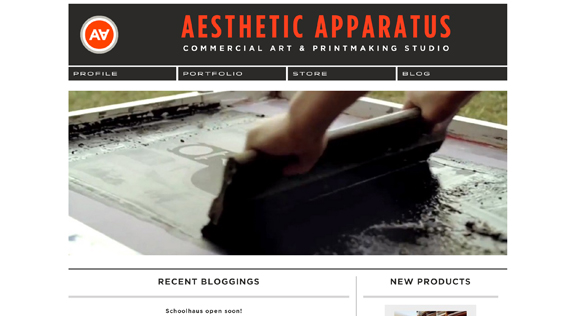 AA
AESTHETIC APPARATUS
COMMERCIAL ART & PRINTMAKING STUDIO
PROFILE
PORTFOLIO
STORE
BLOG
RECENT BLOGGINGS
NEW PRODUCTS
Schoolhaus open soon!